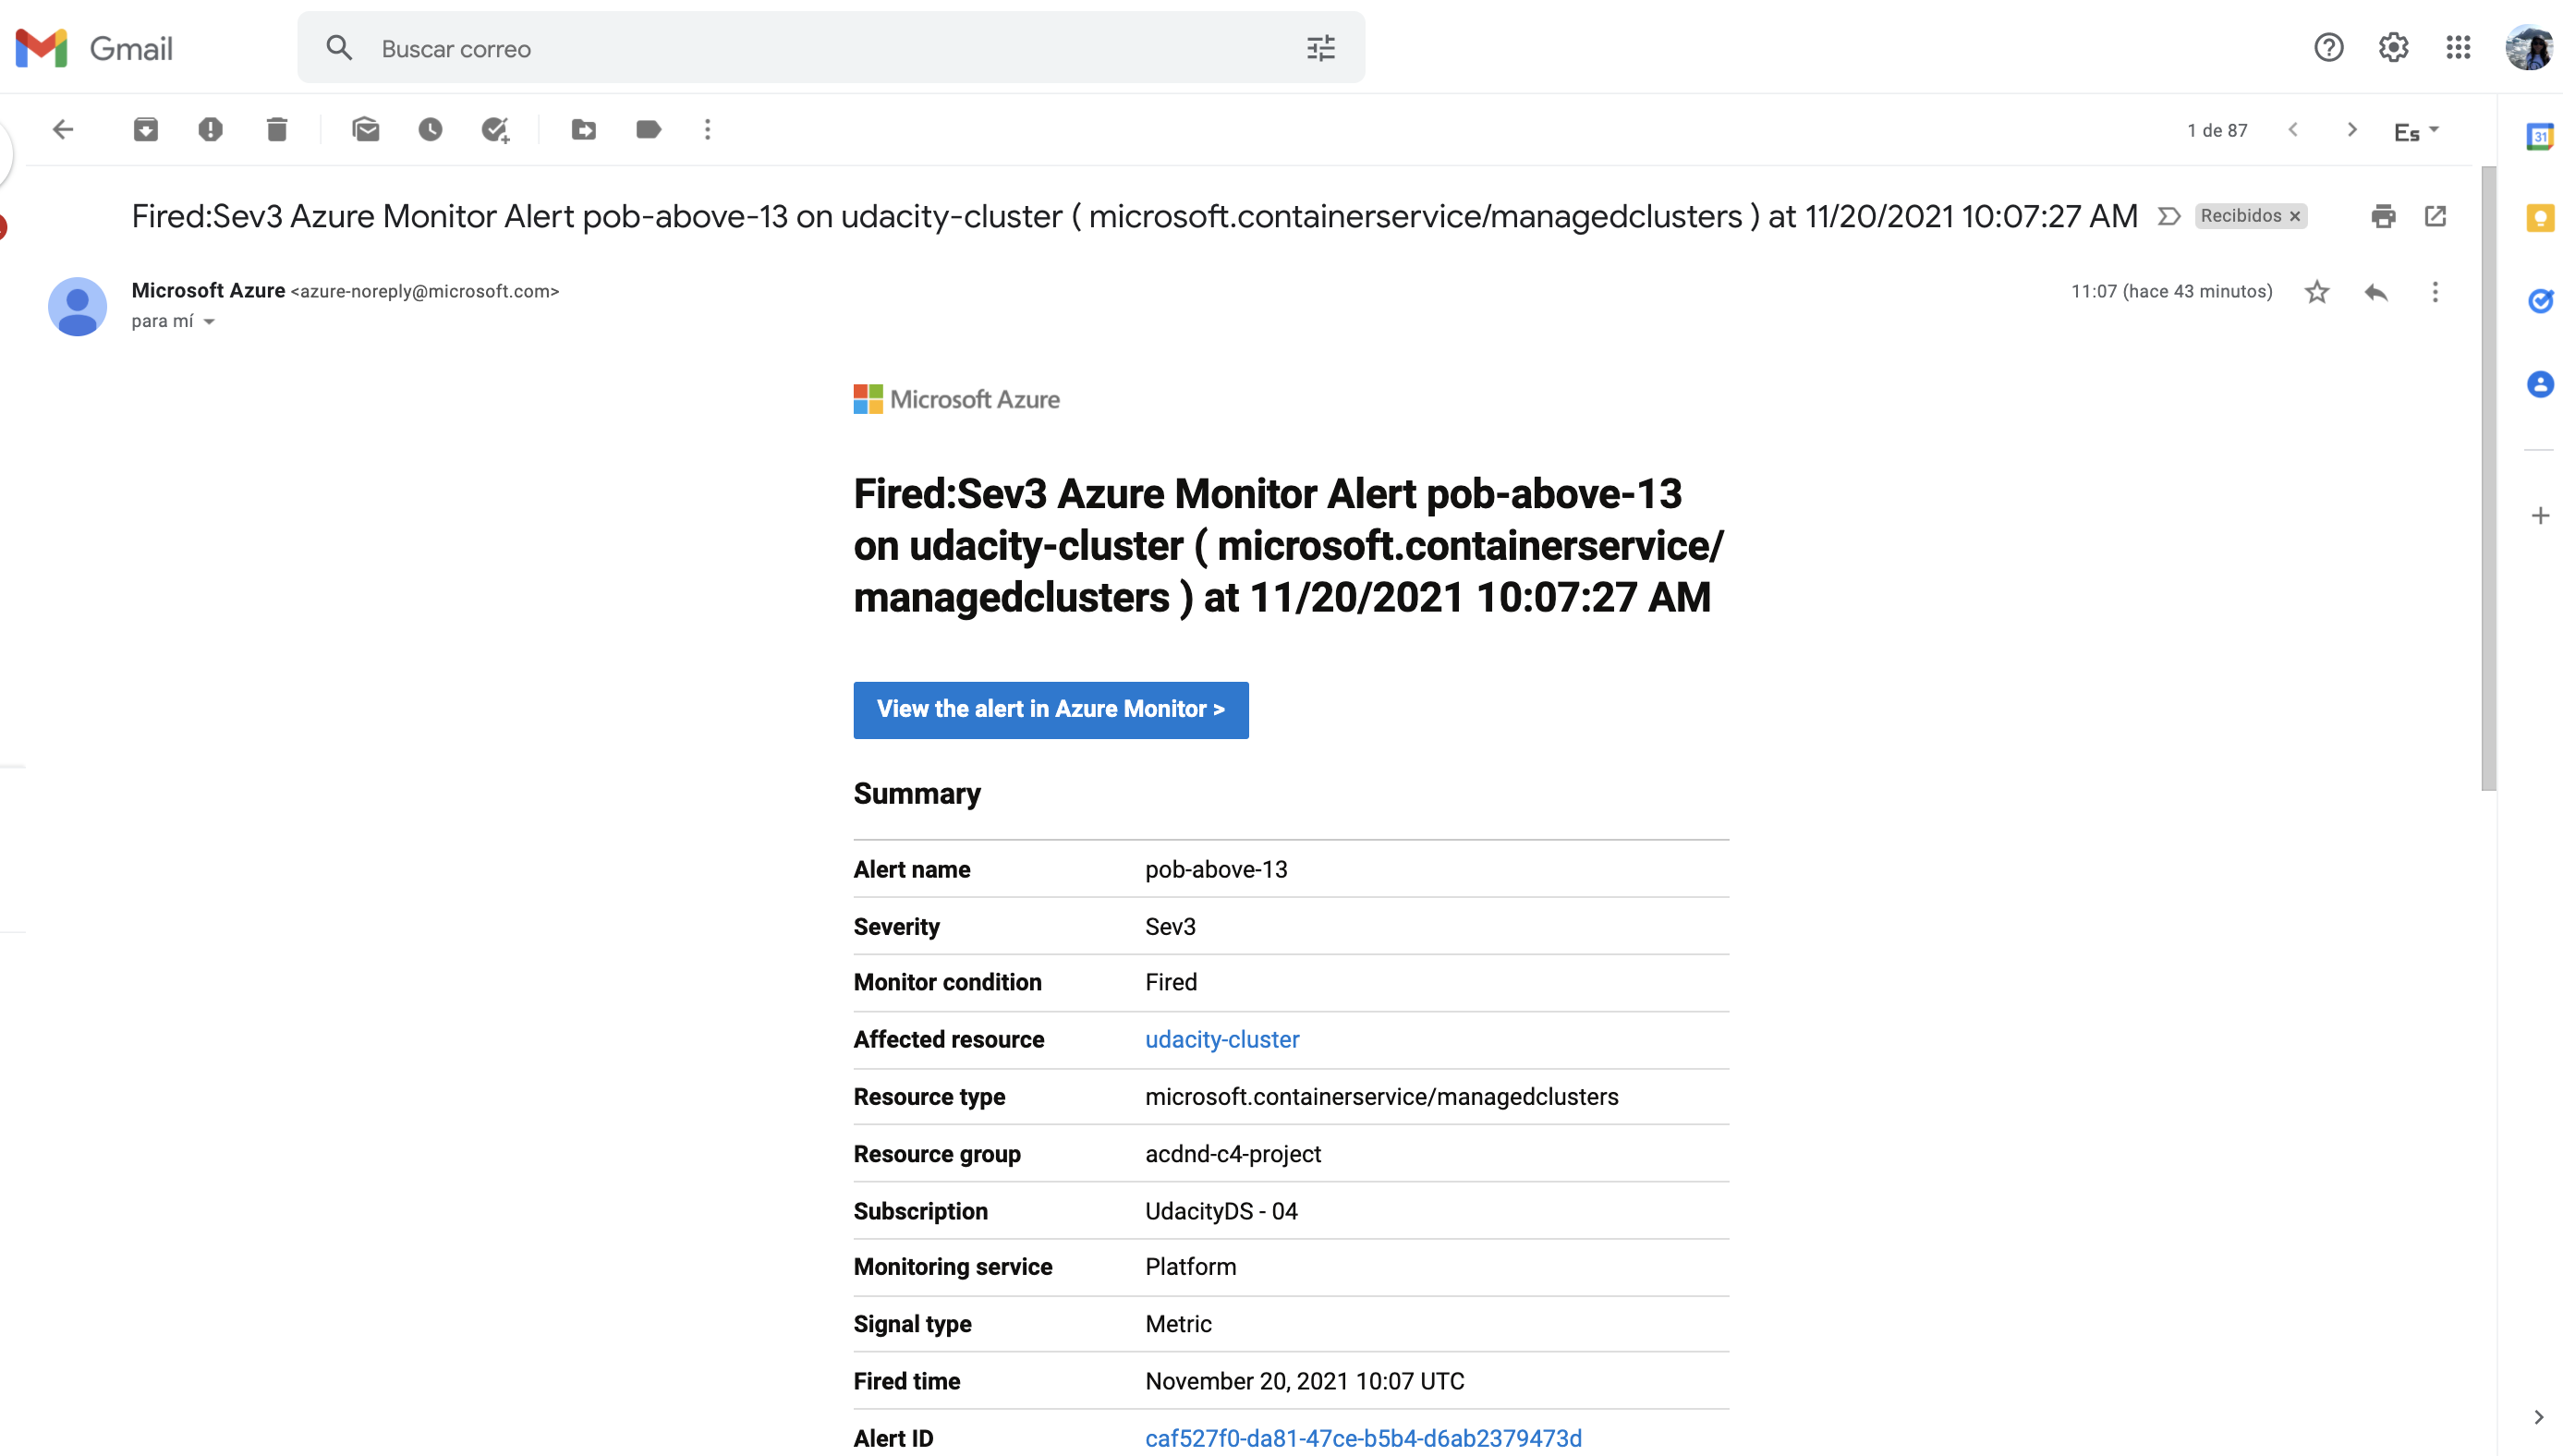 Gmail
Buscar correo
1 de 87
Es
31
Fired:Sev3 Azure Monitor Alert pob-above-13 on udacity-cluster ( microsoft.containerservice/managedclusters ) at 11/20/2021 10:07:27 AM
Recibidos ×
Microsoft Azure <azure-noreply@microsoft.com>
11:07 (hace 43 minutos)
para mí
Microsoft Azure
Fired:Sev3 Azure Monitor Alert pob-above-13
on udacity-cluster ( microsoft.containerservice/
managedclusters ) at 11/20/2021 10:07:27 AM
View the alert in Azure Monitor >
Summary
Alert name pob-above-13
Severity Sev3
Monitor condition Fired
Affected resource udacity-cluster
Resource type microsoft.containerservice/managedclusters
Resource group acdnd-c4-project
Subscription UdacityDS - 04
Monitoring service Platform
Signal type Metric
Fired time November 20, 2021 10:07 UTC
Alert ID caf527f0-da81-47ce-b5b4-d6ab2379473d